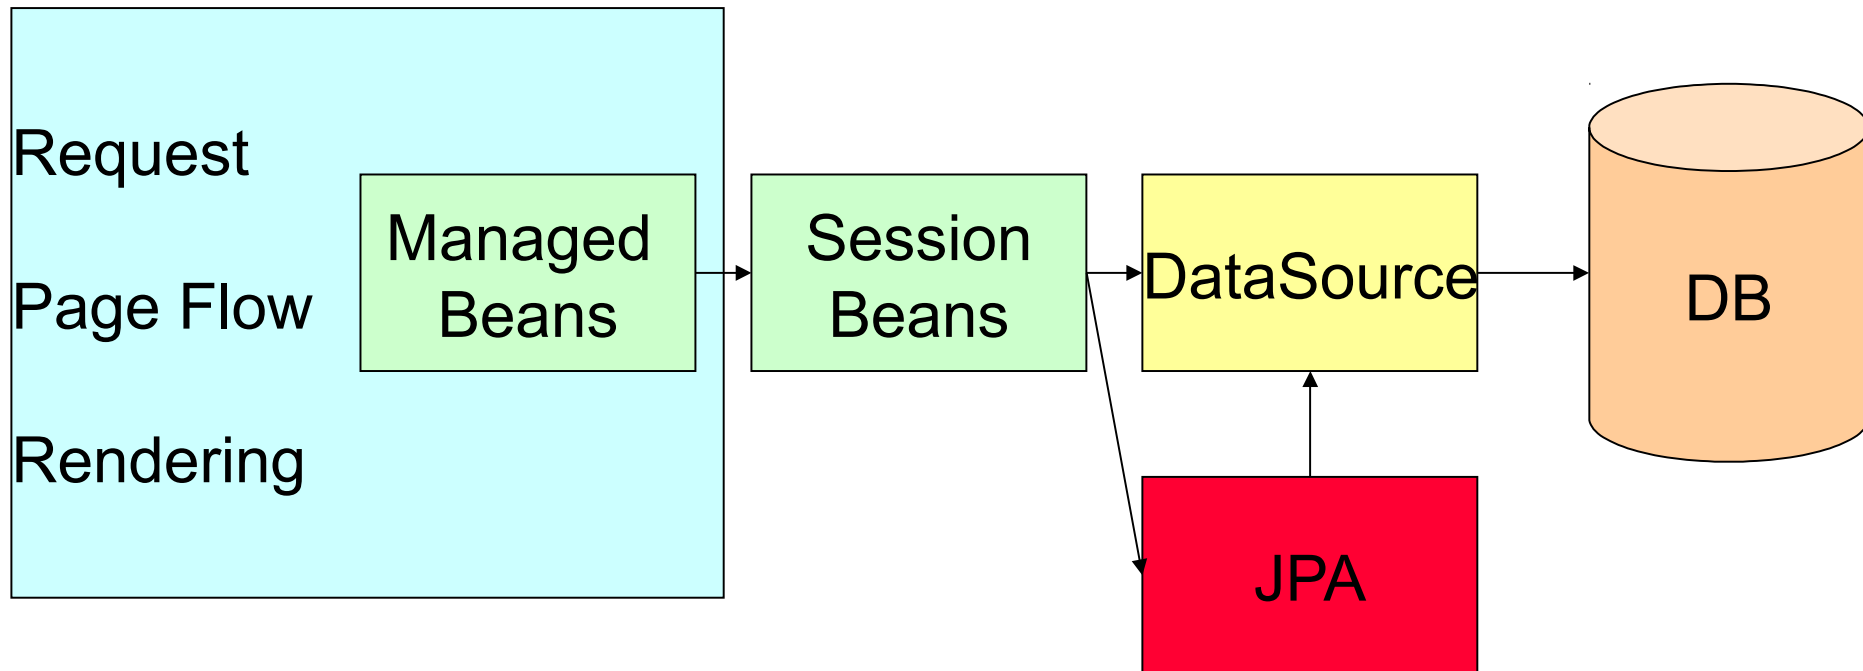 Request
Page Flow
Rendering
Managed
Beans
Session
Beans
DataSource
DB
JPA